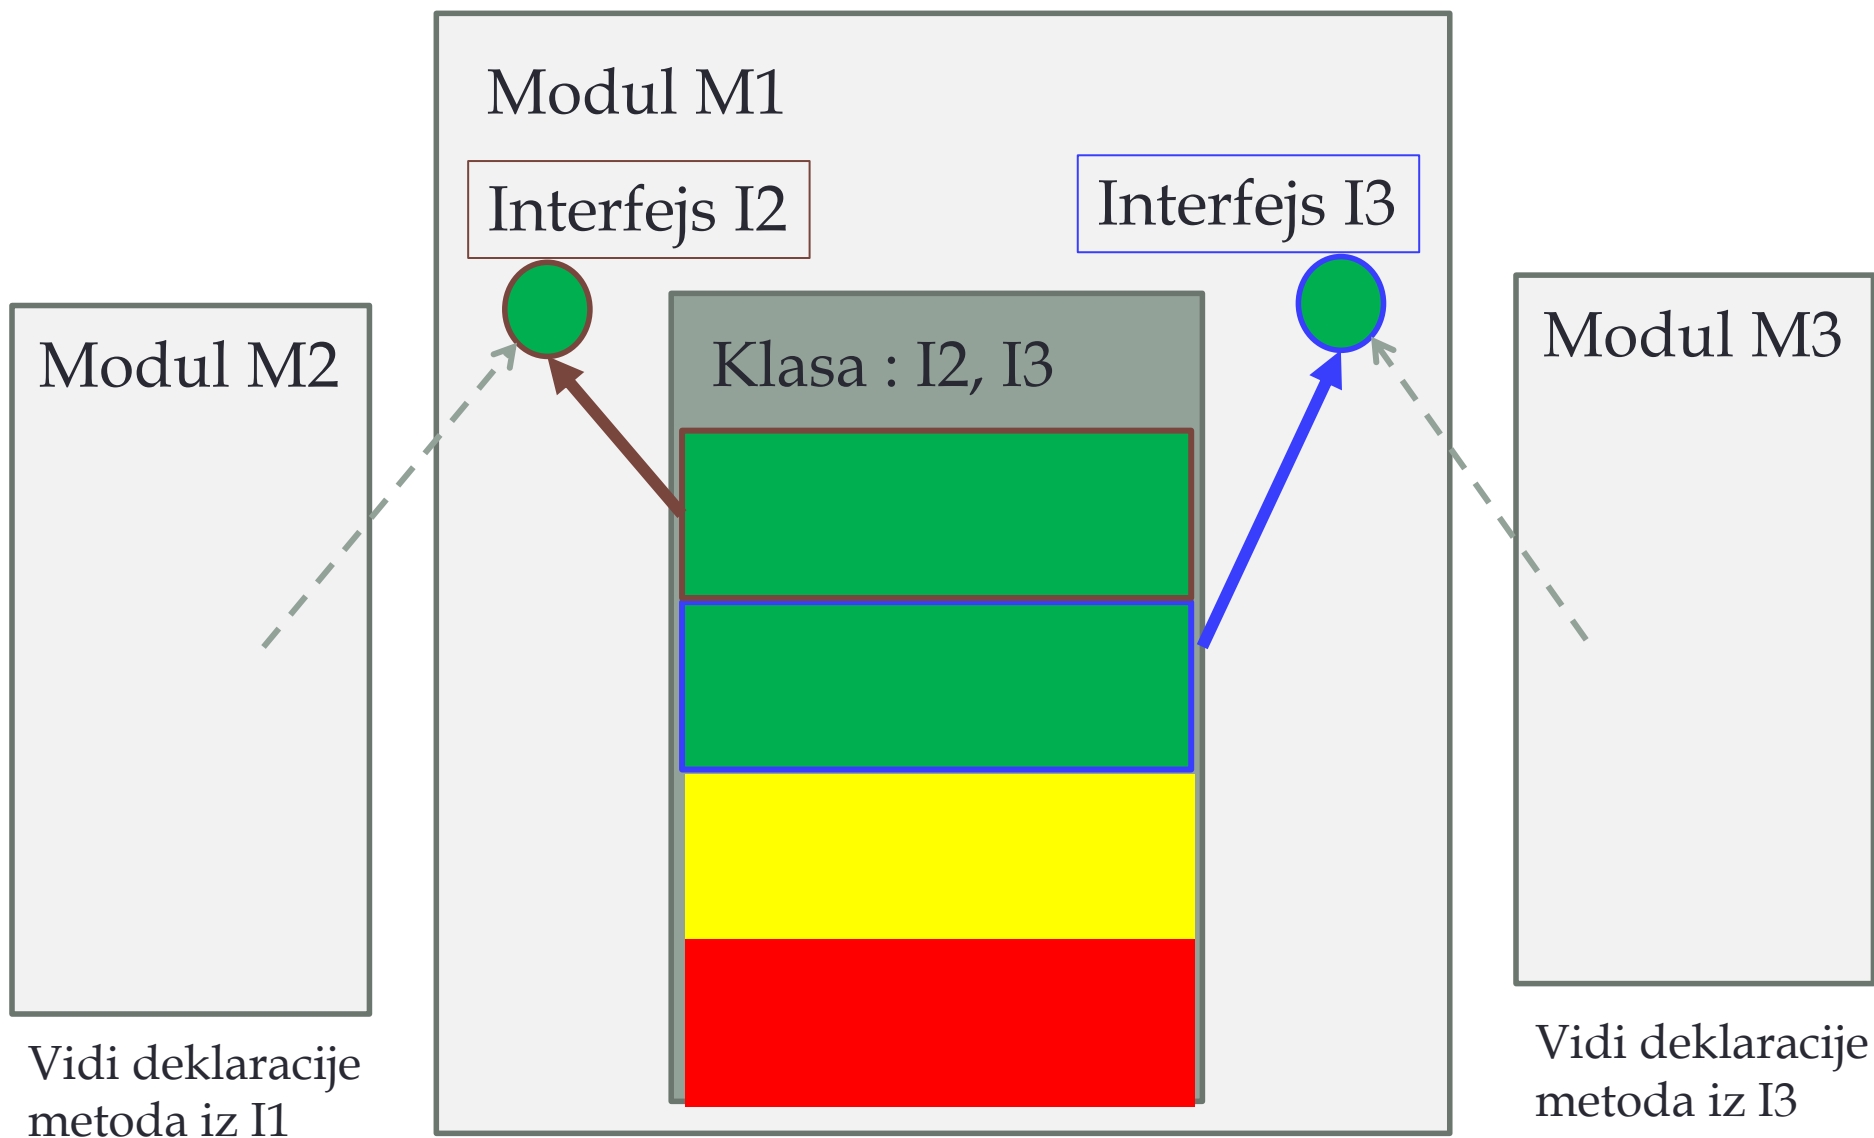 Modul M1
Interfejs I2
Interfejs I3
Modul M2
Klasa : I2, I3
Modul M3
Vidi deklaracije
metoda iz I1
Vidi deklaracije
metoda iz I3